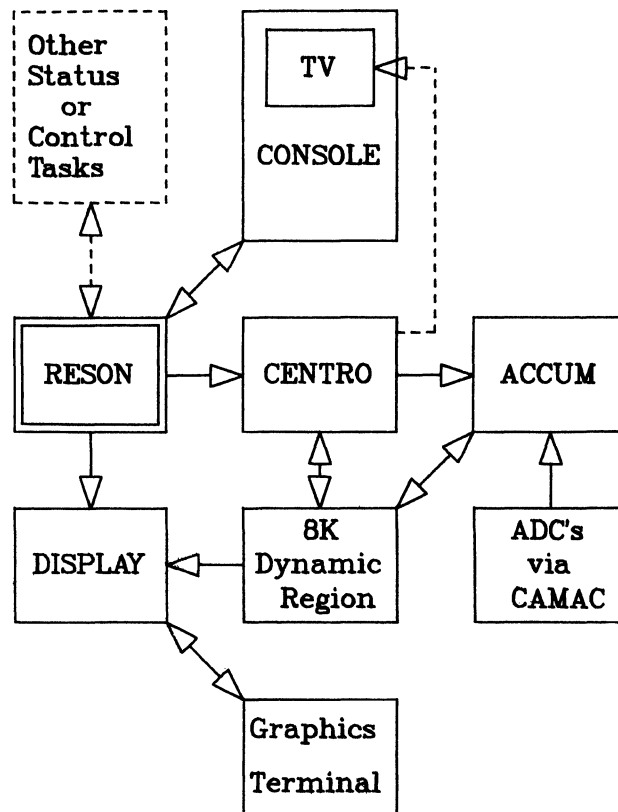 Other
Status
or
Control
Tasks
TV
CONSOLE
RESON
CENTRO
ACCUM
DISPLAY
8K
Dynamic
Region
ADC's
via
CAMAC
Graphics
Terminal